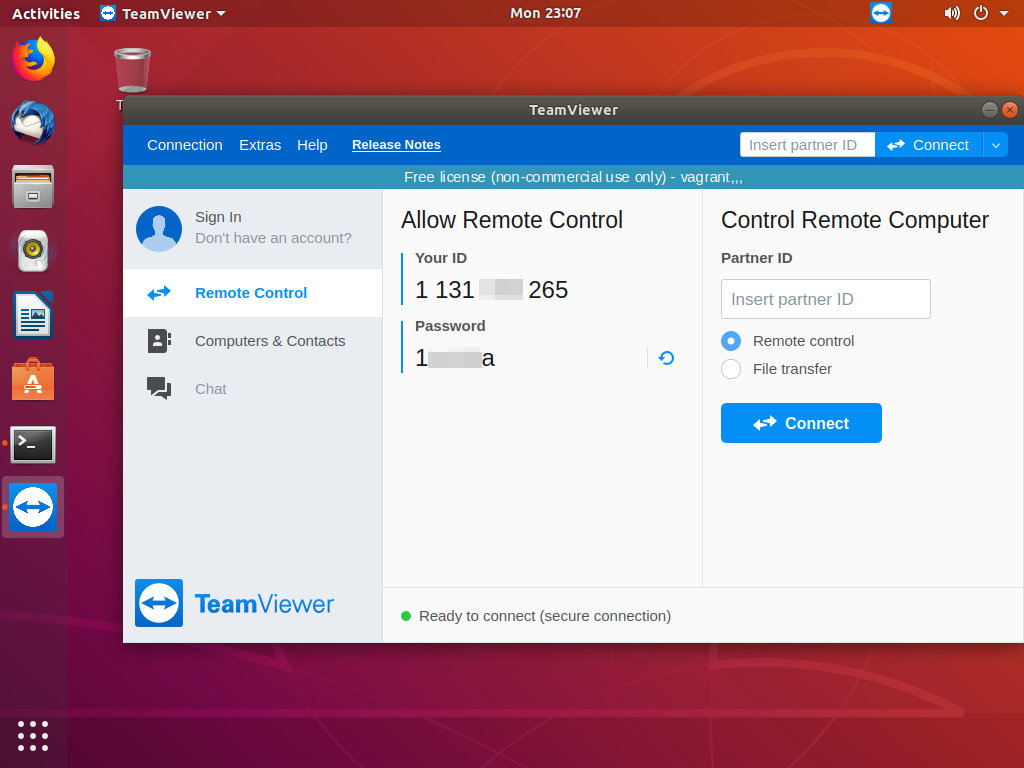 Activities TeamViewer Mon 23:07
TeamViewer
Connection Extras Help Release Notes Insert partner ID Connect
Free license (non-commercial use only) - vagrant,,,
Sign In
Don't have an account?
Remote Control
Computers & Contacts
Chat
TeamViewer
Allow Remote Control
Your ID
1 131 265
Password
1 a
Control Remote Computer
Partner ID
Insert partner ID
Remote control
File transfer
Connect
Ready to connect (secure connection)